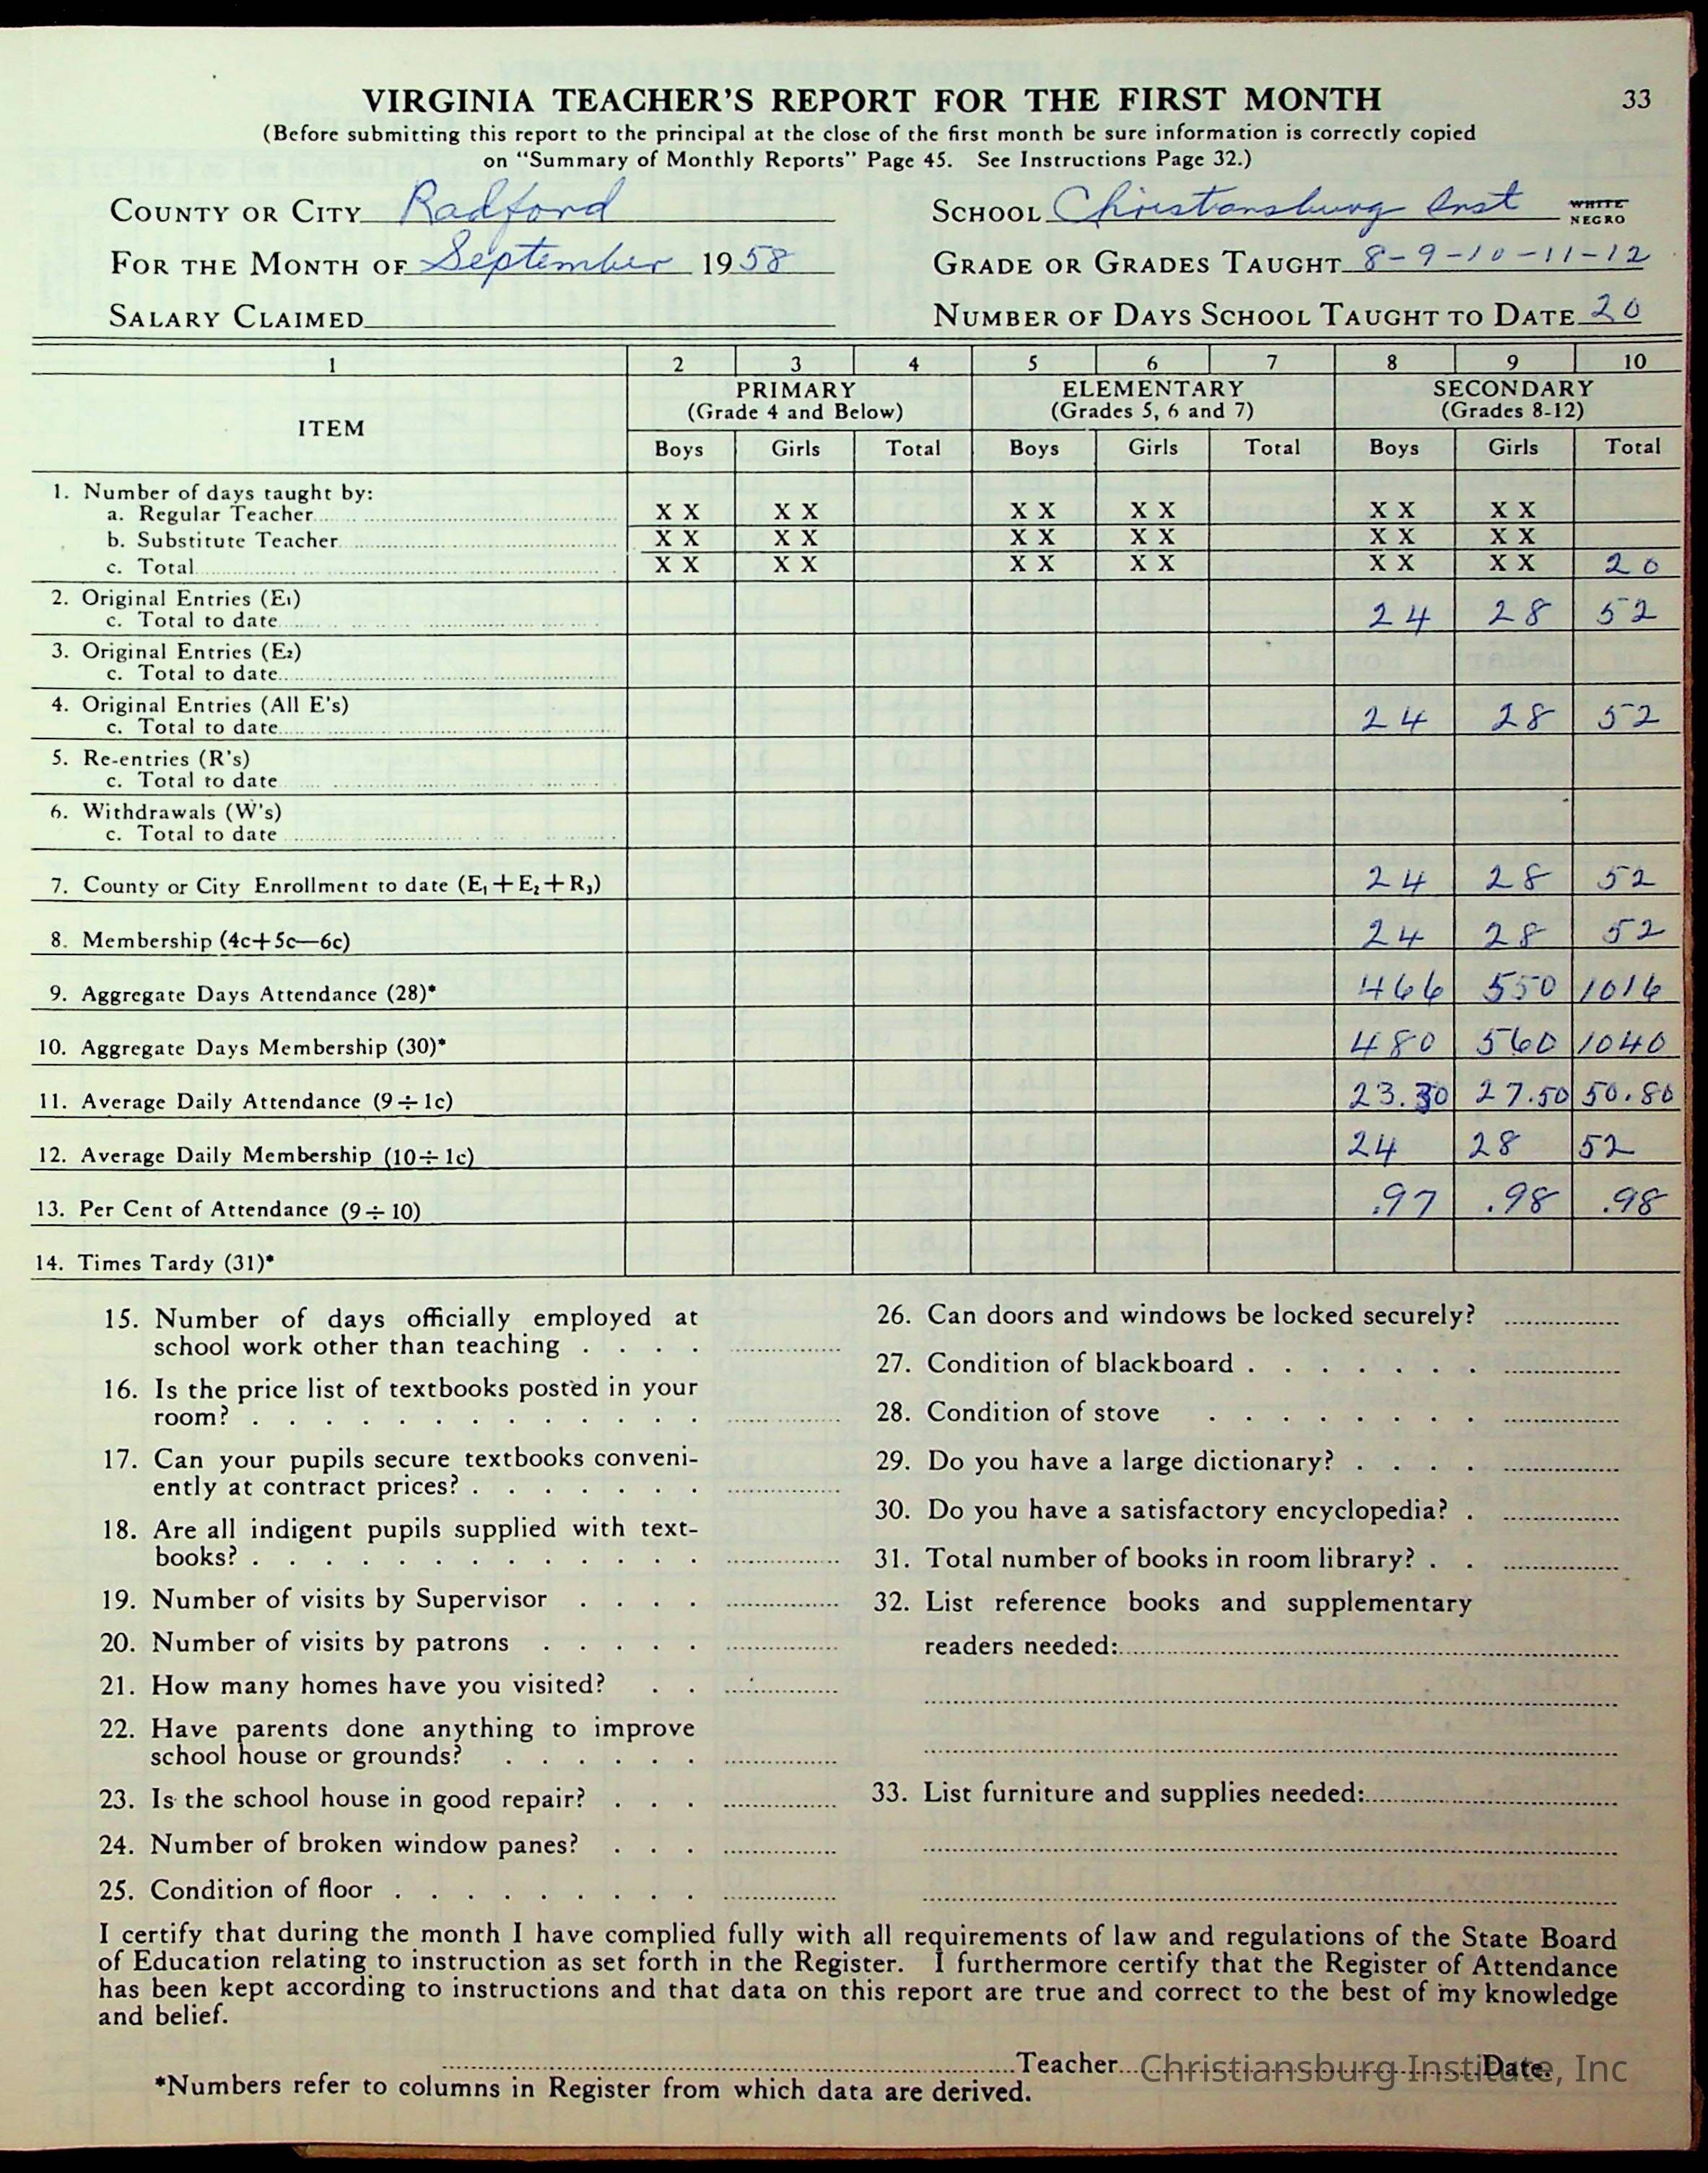 VIRGINIA TEACHER'S REPORT FOR THE FIRST MONTH 33
(Before submitting this report to the principal at the close of the first month be sure information is correctly copied
on "Summary of Monthly Reports" Page 45. See Instructions Page 32.)
COUNTY OR CITY Radford SCHOOL Christansburg Inst WHITE NEGRO
FOR THE MONTH OF September 1958 GRADE OR GRADES TAUGHT 8-9-10-11-12
SALARY CLAIMED NUMBER OF DAYS SCHOOL TAUGHT TO DATE 20
1 2 3 4 5 6 7 8 9 10
ITEM PRIMARY (Grade 4 and Below) ELEMENTARY (Grades 5, 6 and 7) SECONDARY (Grades 8-12)
Boys Girls Total Boys Girls Total Boys Girls Total
1. Number of days taught by:
a. Regular Teacher X X X X X X X X X X X X
b. Substitute Teacher X X X X X X X X X X X X
c. Total X X X X X X X X X X X X 20
2. Original Entries (E1)
c. Total to date 24 28 52
3. Original Entries (E2)
c. Total to date
4. Original Entries (All E's)
c. Total to date 24 28 52
5. Re-entries (R's)
c. Total to date
6. Withdrawals (W's)
c. Total to date
7. County or City Enrollment to date (E1+E2+R3) 24 28 52
8. Membership (4c+5c—6c) 24 28 52
9. Aggregate Days Attendance (28)* 466 550 1016
10. Aggregate Days Membership (30)* 480 560 1040
11. Average Daily Attendance (9÷1c) 23.30 27.50 50.80
12. Average Daily Membership (10÷1c) 24 28 52
13. Per Cent of Attendance (9÷10) .97 .98 .98
14. Times Tardy (31)*
15. Number of days officially employed at
school work other than teaching
16. Is the price list of textbooks posted in your
room?
17. Can your pupils secure textbooks conveni-
ently at contract prices?
18. Are all indigent pupils supplied with text-
books?
19. Number of visits by Supervisor
20. Number of visits by patrons
21. How many homes have you visited?
22. Have parents done anything to improve
school house or grounds?
23. Is the school house in good repair?
24. Number of broken window panes?
25. Condition of floor
26. Can doors and windows be locked securely?
27. Condition of blackboard
28. Condition of stove
29. Do you have a large dictionary?
30. Do you have a satisfactory encyclopedia?
31. Total number of books in room library?
32. List reference books and supplementary
readers needed:
33. List furniture and supplies needed:
I certify that during the month I have complied fully with all requirements of law and regulations of the State Board
of Education relating to instruction as set forth in the Register. I furthermore certify that the Register of Attendance
has been kept according to instructions and that data on this report are true and correct to the best of my knowledge
and belief.
Teacher Date
Christiansburg Institute, Inc
*Numbers refer to columns in Register from which data are derived.